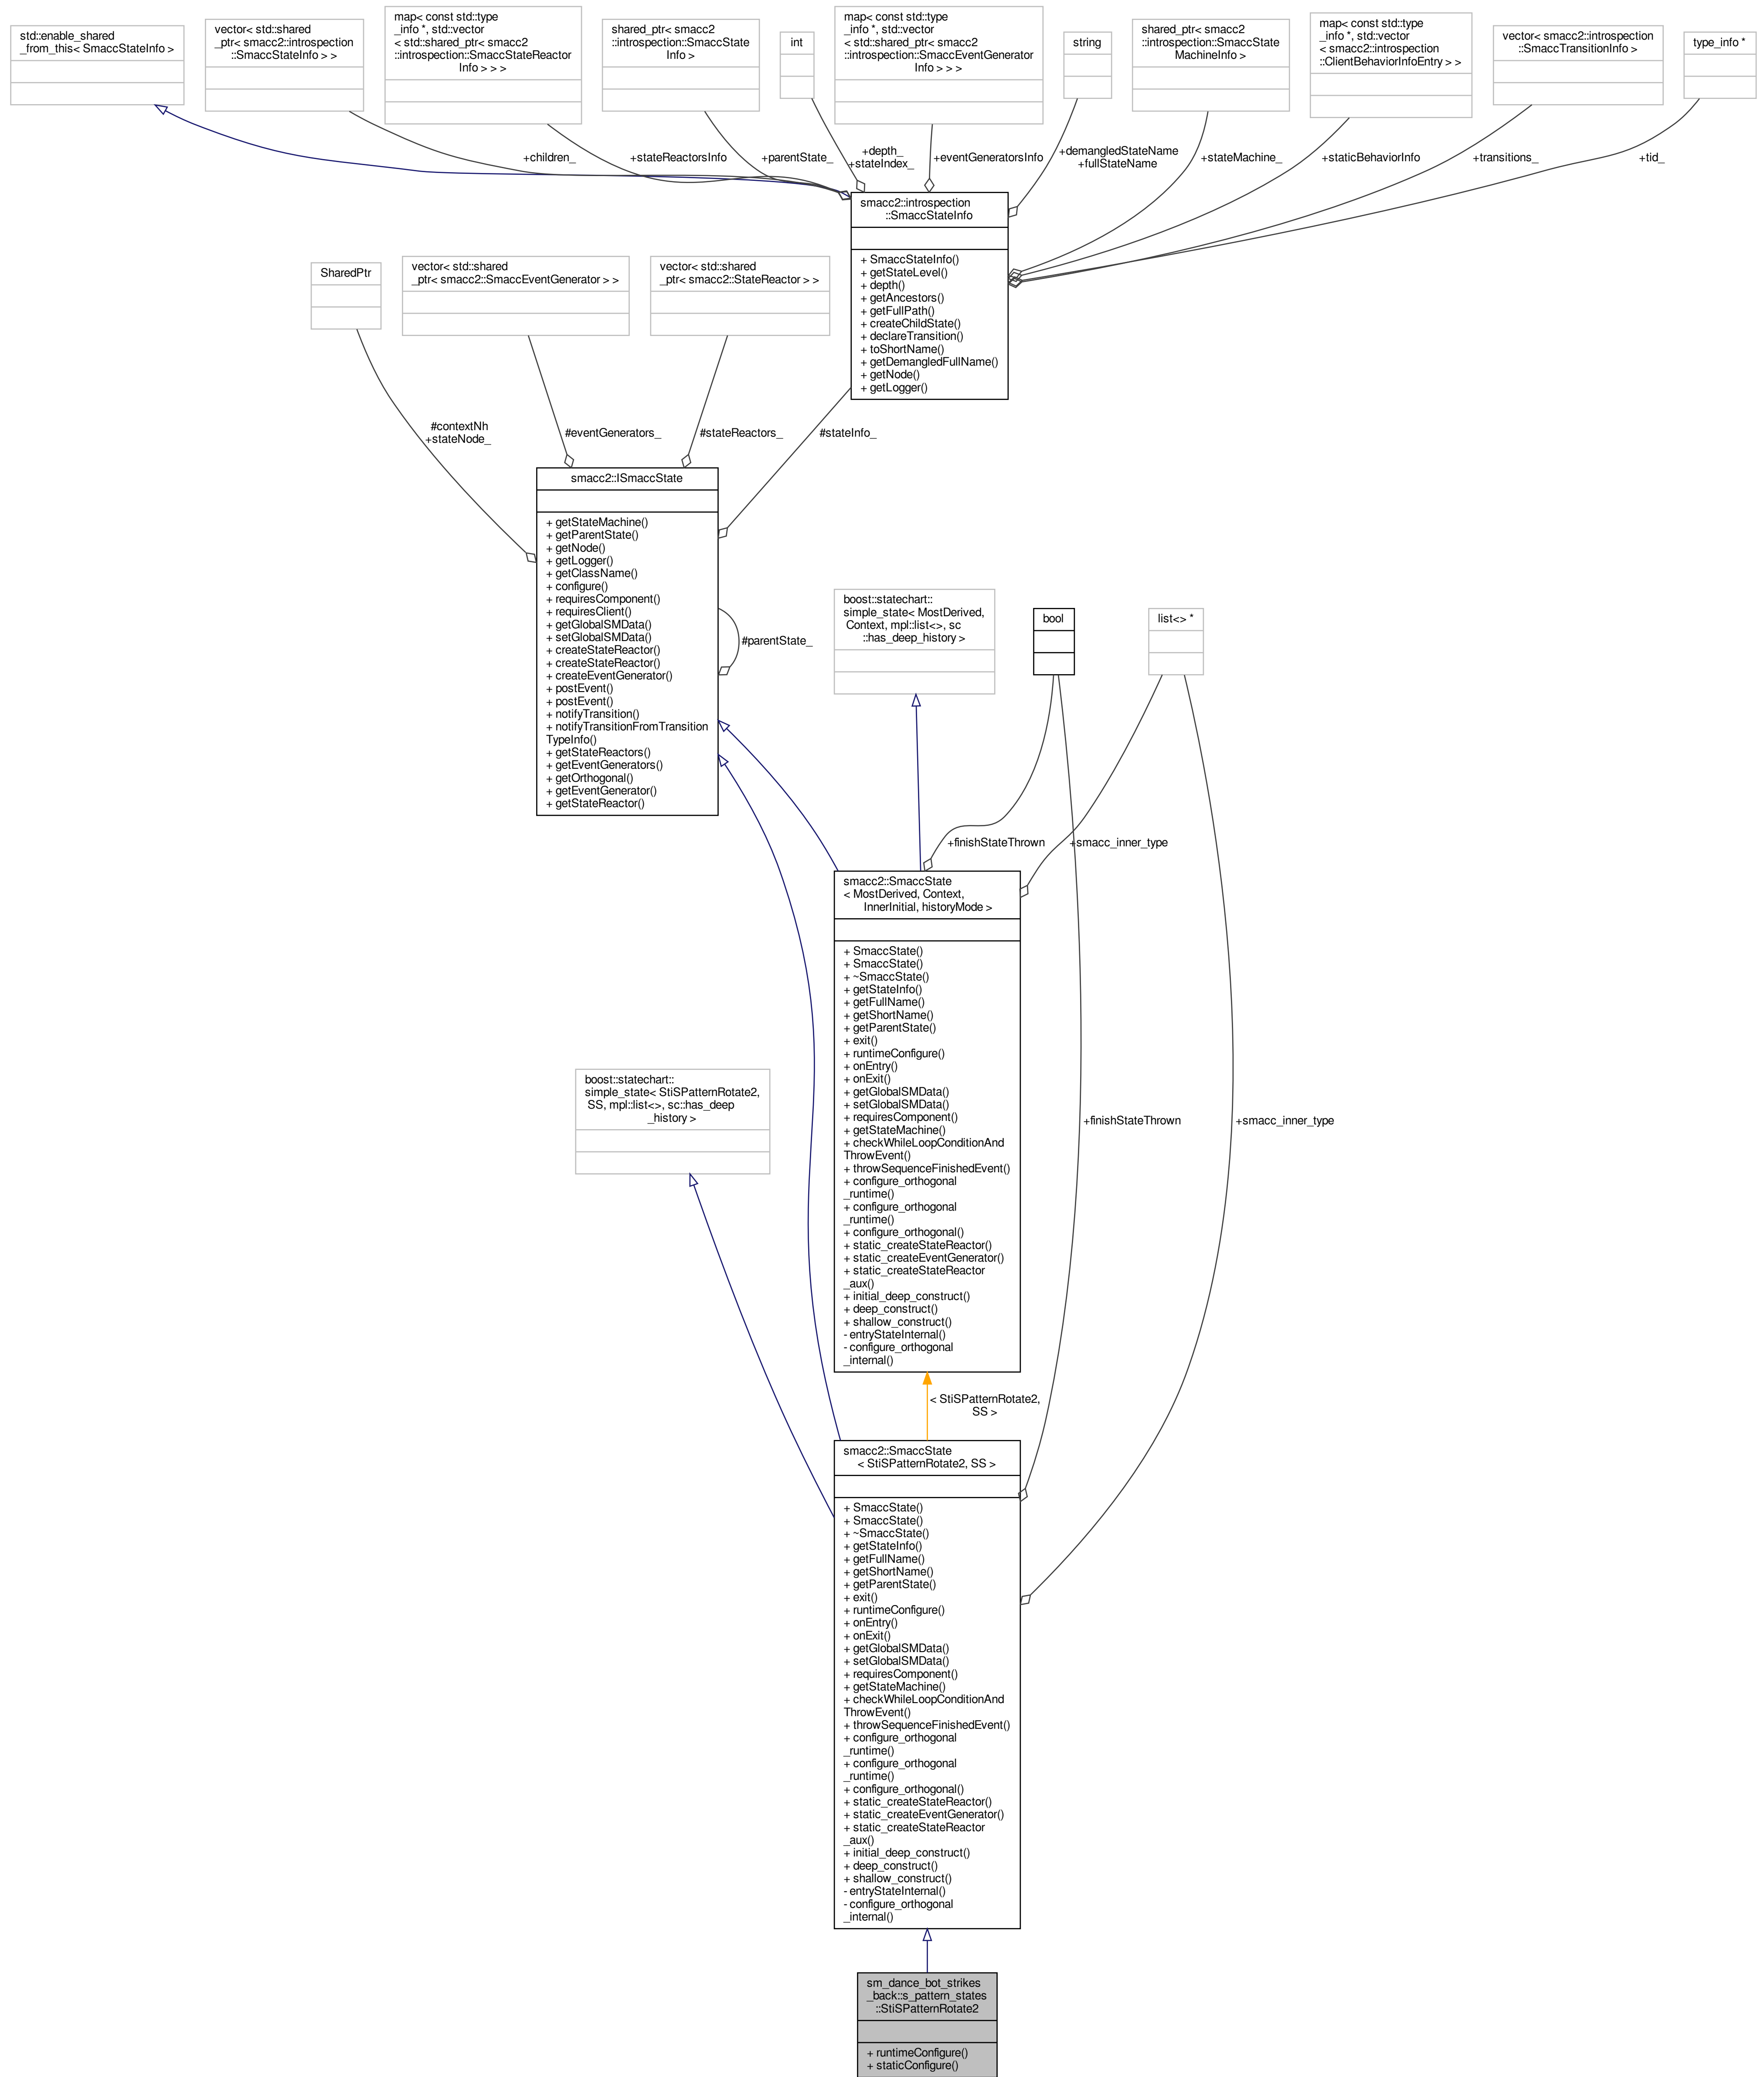 std::enable_shared
_from_this< SmaccStateInfo >
vector< std::shared
_ptr< smacc2::introspection
::SmaccStateInfo > >
map< const std::type
_info *, std::vector
< std::shared_ptr< smacc2
::introspection::SmaccStateReactor
Info > > >
shared_ptr< smacc2
::introspection::SmaccState
Info >
int
map< const std::type
_info *, std::vector
< std::shared_ptr< smacc2
::introspection::SmaccEventGenerator
Info > > >
string
shared_ptr< smacc2
::introspection::SmaccState
MachineInfo >
map< const std::type
_info *, std::vector
< smacc2::introspection
::ClientBehaviorInfoEntry > >
vector< smacc2::introspection
::SmaccTransitionInfo >
type_info *
+children_
+stateReactorsInfo
+parentState_
+depth_
+stateIndex_
+eventGeneratorsInfo
+demangledStateName
+fullStateName
+stateMachine_
+staticBehaviorInfo
+transitions_
+tid_
smacc2::introspection
::SmaccStateInfo
+ SmaccStateInfo()
+ getStateLevel()
+ depth()
+ getAncestors()
+ getFullPath()
+ createChildState()
+ declareTransition()
+ toShortName()
+ getDemangledFullName()
+ getNode()
+ getLogger()
SharedPtr
vector< std::shared
_ptr< smacc2::SmaccEventGenerator > >
vector< std::shared
_ptr< smacc2::StateReactor > >
#contextNh
+stateNode_
#eventGenerators_
#stateReactors_
#stateInfo_
smacc2::ISmaccState
+ getStateMachine()
+ getParentState()
+ getNode()
+ getLogger()
+ getClassName()
+ configure()
+ requiresComponent()
+ requiresClient()
+ getGlobalSMData()
+ setGlobalSMData()
+ createStateReactor()
+ createStateReactor()
+ createEventGenerator()
+ postEvent()
+ postEvent()
+ notifyTransition()
+ notifyTransitionFromTransition
TypeInfo()
+ getStateReactors()
+ getEventGenerators()
+ getOrthogonal()
+ getEventGenerator()
+ getStateReactor()
#parentState_
boost::statechart::
simple_state< MostDerived,
Context, mpl::list<>, sc
::has_deep_history >
bool
list<> *
+finishStateThrown
+smacc_inner_type
smacc2::SmaccState
< MostDerived, Context,
InnerInitial, historyMode >
+ SmaccState()
+ SmaccState()
+ ~SmaccState()
+ getStateInfo()
+ getFullName()
+ getShortName()
+ getParentState()
+ exit()
+ runtimeConfigure()
+ onEntry()
+ onExit()
+ getGlobalSMData()
+ setGlobalSMData()
+ requiresComponent()
+ getStateMachine()
+ checkWhileLoopConditionAnd
ThrowEvent()
+ throwSequenceFinishedEvent()
+ configure_orthogonal
_runtime()
+ configure_orthogonal
_runtime()
+ configure_orthogonal()
+ static_createStateReactor()
+ static_createEventGenerator()
+ static_createStateReactor
_aux()
+ initial_deep_construct()
+ deep_construct()
+ shallow_construct()
- entryStateInternal()
- configure_orthogonal
_internal()
boost::statechart::
simple_state< StiSPatternRotate2,
SS, mpl::list<>, sc::has_deep
_history >
+finishStateThrown
+smacc_inner_type
< StiSPatternRotate2,
SS >
smacc2::SmaccState
< StiSPatternRotate2, SS >
+ SmaccState()
+ SmaccState()
+ ~SmaccState()
+ getStateInfo()
+ getFullName()
+ getShortName()
+ getParentState()
+ exit()
+ runtimeConfigure()
+ onEntry()
+ onExit()
+ getGlobalSMData()
+ setGlobalSMData()
+ requiresComponent()
+ getStateMachine()
+ checkWhileLoopConditionAnd
ThrowEvent()
+ throwSequenceFinishedEvent()
+ configure_orthogonal
_runtime()
+ configure_orthogonal
_runtime()
+ configure_orthogonal()
+ static_createStateReactor()
+ static_createEventGenerator()
+ static_createStateReactor
_aux()
+ initial_deep_construct()
+ deep_construct()
+ shallow_construct()
- entryStateInternal()
- configure_orthogonal
_internal()
sm_dance_bot_strikes
_back::s_pattern_states
::StiSPatternRotate2
+ runtimeConfigure()
+ staticConfigure()